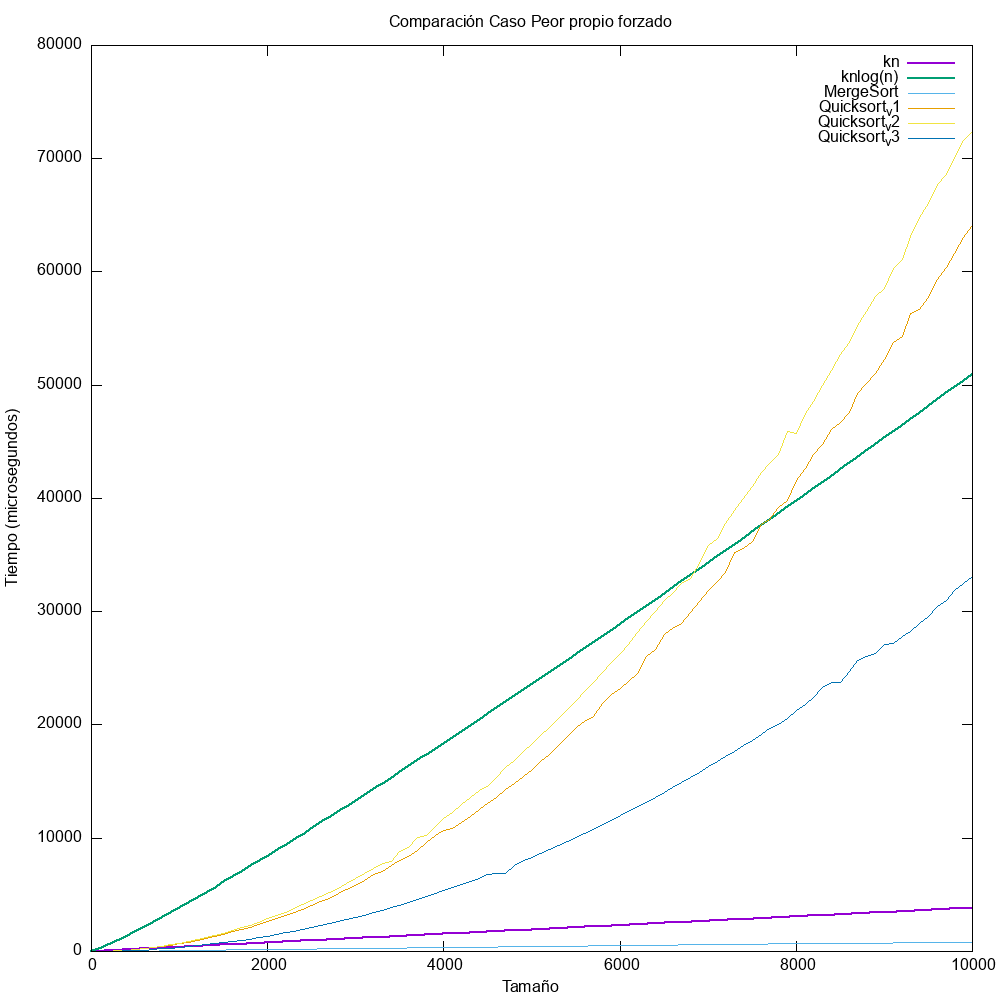 Comparación Caso Peor propio forzado
80000
70000
60000
50000
40000
30000
20000
10000
0
Tiempo (microsegundos)
kn
knlog(n)
MergeSort
Quicksortv1
Quicksortv2
Quicksortv3
0 2000 4000 6000 8000 10000
Tamaño